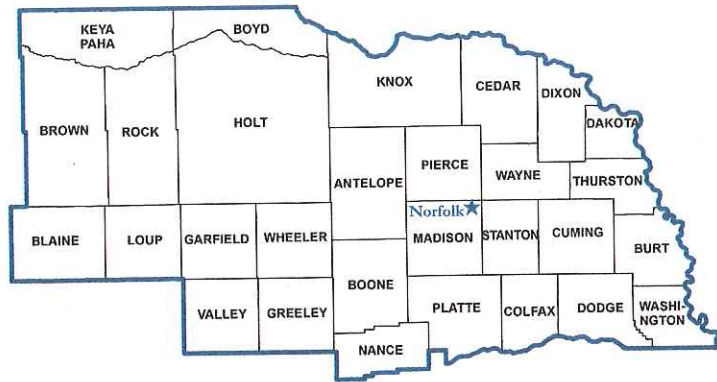 KEYA
PAHA
BOYD
KNOX
CEDAR
DIXON
DAKOTA
BROWN
ROCK
HOLT
ANTELOPE
PIERCE
WAYNE
THURSTON
BLAINE
LOUP
GARFIELD
WHEELER
Norfolk
MADISON
STANTON
CUMING
BURT
BOONE
VALLEY
GREELEY
PLATTE
COLFAX
DODGE
WASHI-
NGTON
NANCE